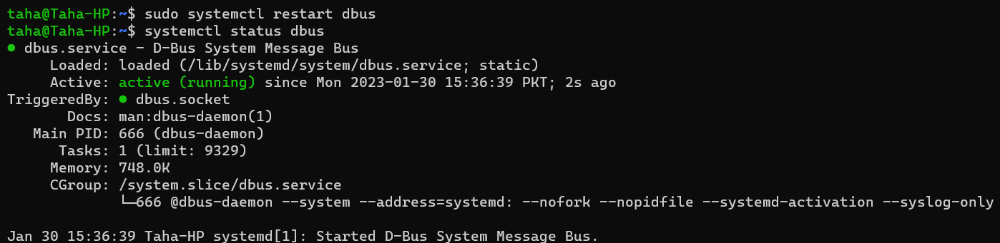 taha@Taha-HP:~$ sudo systemctl restart dbus
taha@Taha-HP:~$ systemctl status dbus
● dbus.service - D-Bus System Message Bus
     Loaded: loaded (/lib/systemd/system/dbus.service; static)
     Active: active (running) since Mon 2023-01-30 15:36:39 PKT; 2s ago
TriggeredBy: ● dbus.socket
       Docs: man:dbus-daemon(1)
   Main PID: 666 (dbus-daemon)
      Tasks: 1 (limit: 9329)
     Memory: 748.0K
     CGroup: /system.slice/dbus.service
             └─666 @dbus-daemon --system --address=systemd: --nofork --nopidfile --systemd-activation --syslog-only

Jan 30 15:36:39 Taha-HP systemd[1]: Started D-Bus System Message Bus.